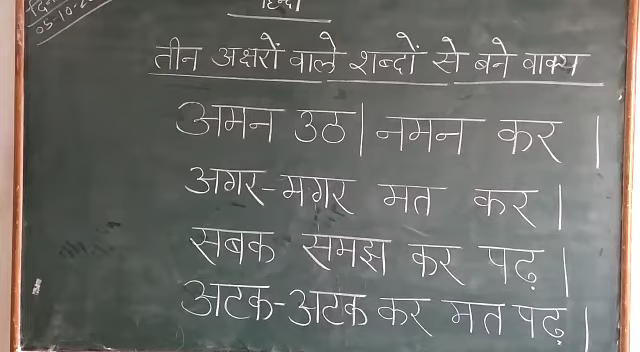 हिन्दी
तीन अक्षरों वाले शब्दों से बने वाक्य
अमन उठ। नमन कर ।
अगर-मगर मत कर ।
सबक समझ कर पढ़ ।
अटक-अटक कर मत पढ़ ।